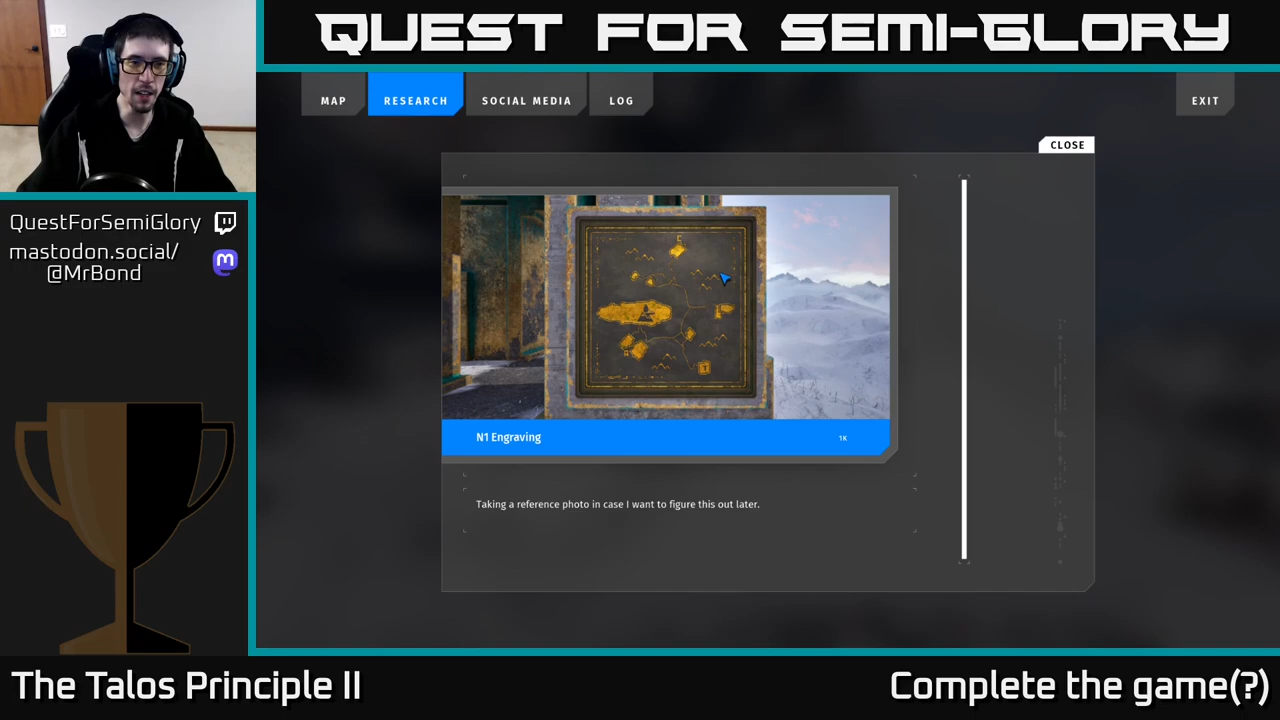 QUEST FOR SEMI-GLORY
MAP
RESEARCH
SOCIAL MEDIA
LOG
EXIT
CLOSE
QuestForSemiGlory
mastodon.social/
@MrBond
N1 Engraving
1K
Taking a reference photo in case I want to figure this out later.
The Talos Principle II
Complete the game(?)